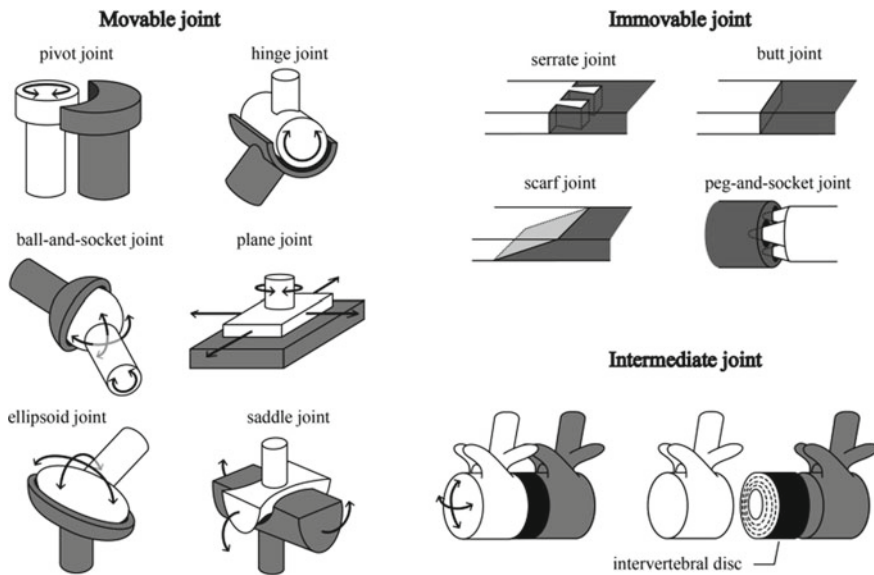 Movable joint
pivot joint
hinge joint
ball-and-socket joint
plane joint
ellipsoid joint
saddle joint
Immovable joint
serrate joint
butt joint
scarf joint
peg-and-socket joint
Intermediate joint
intervertebral disc